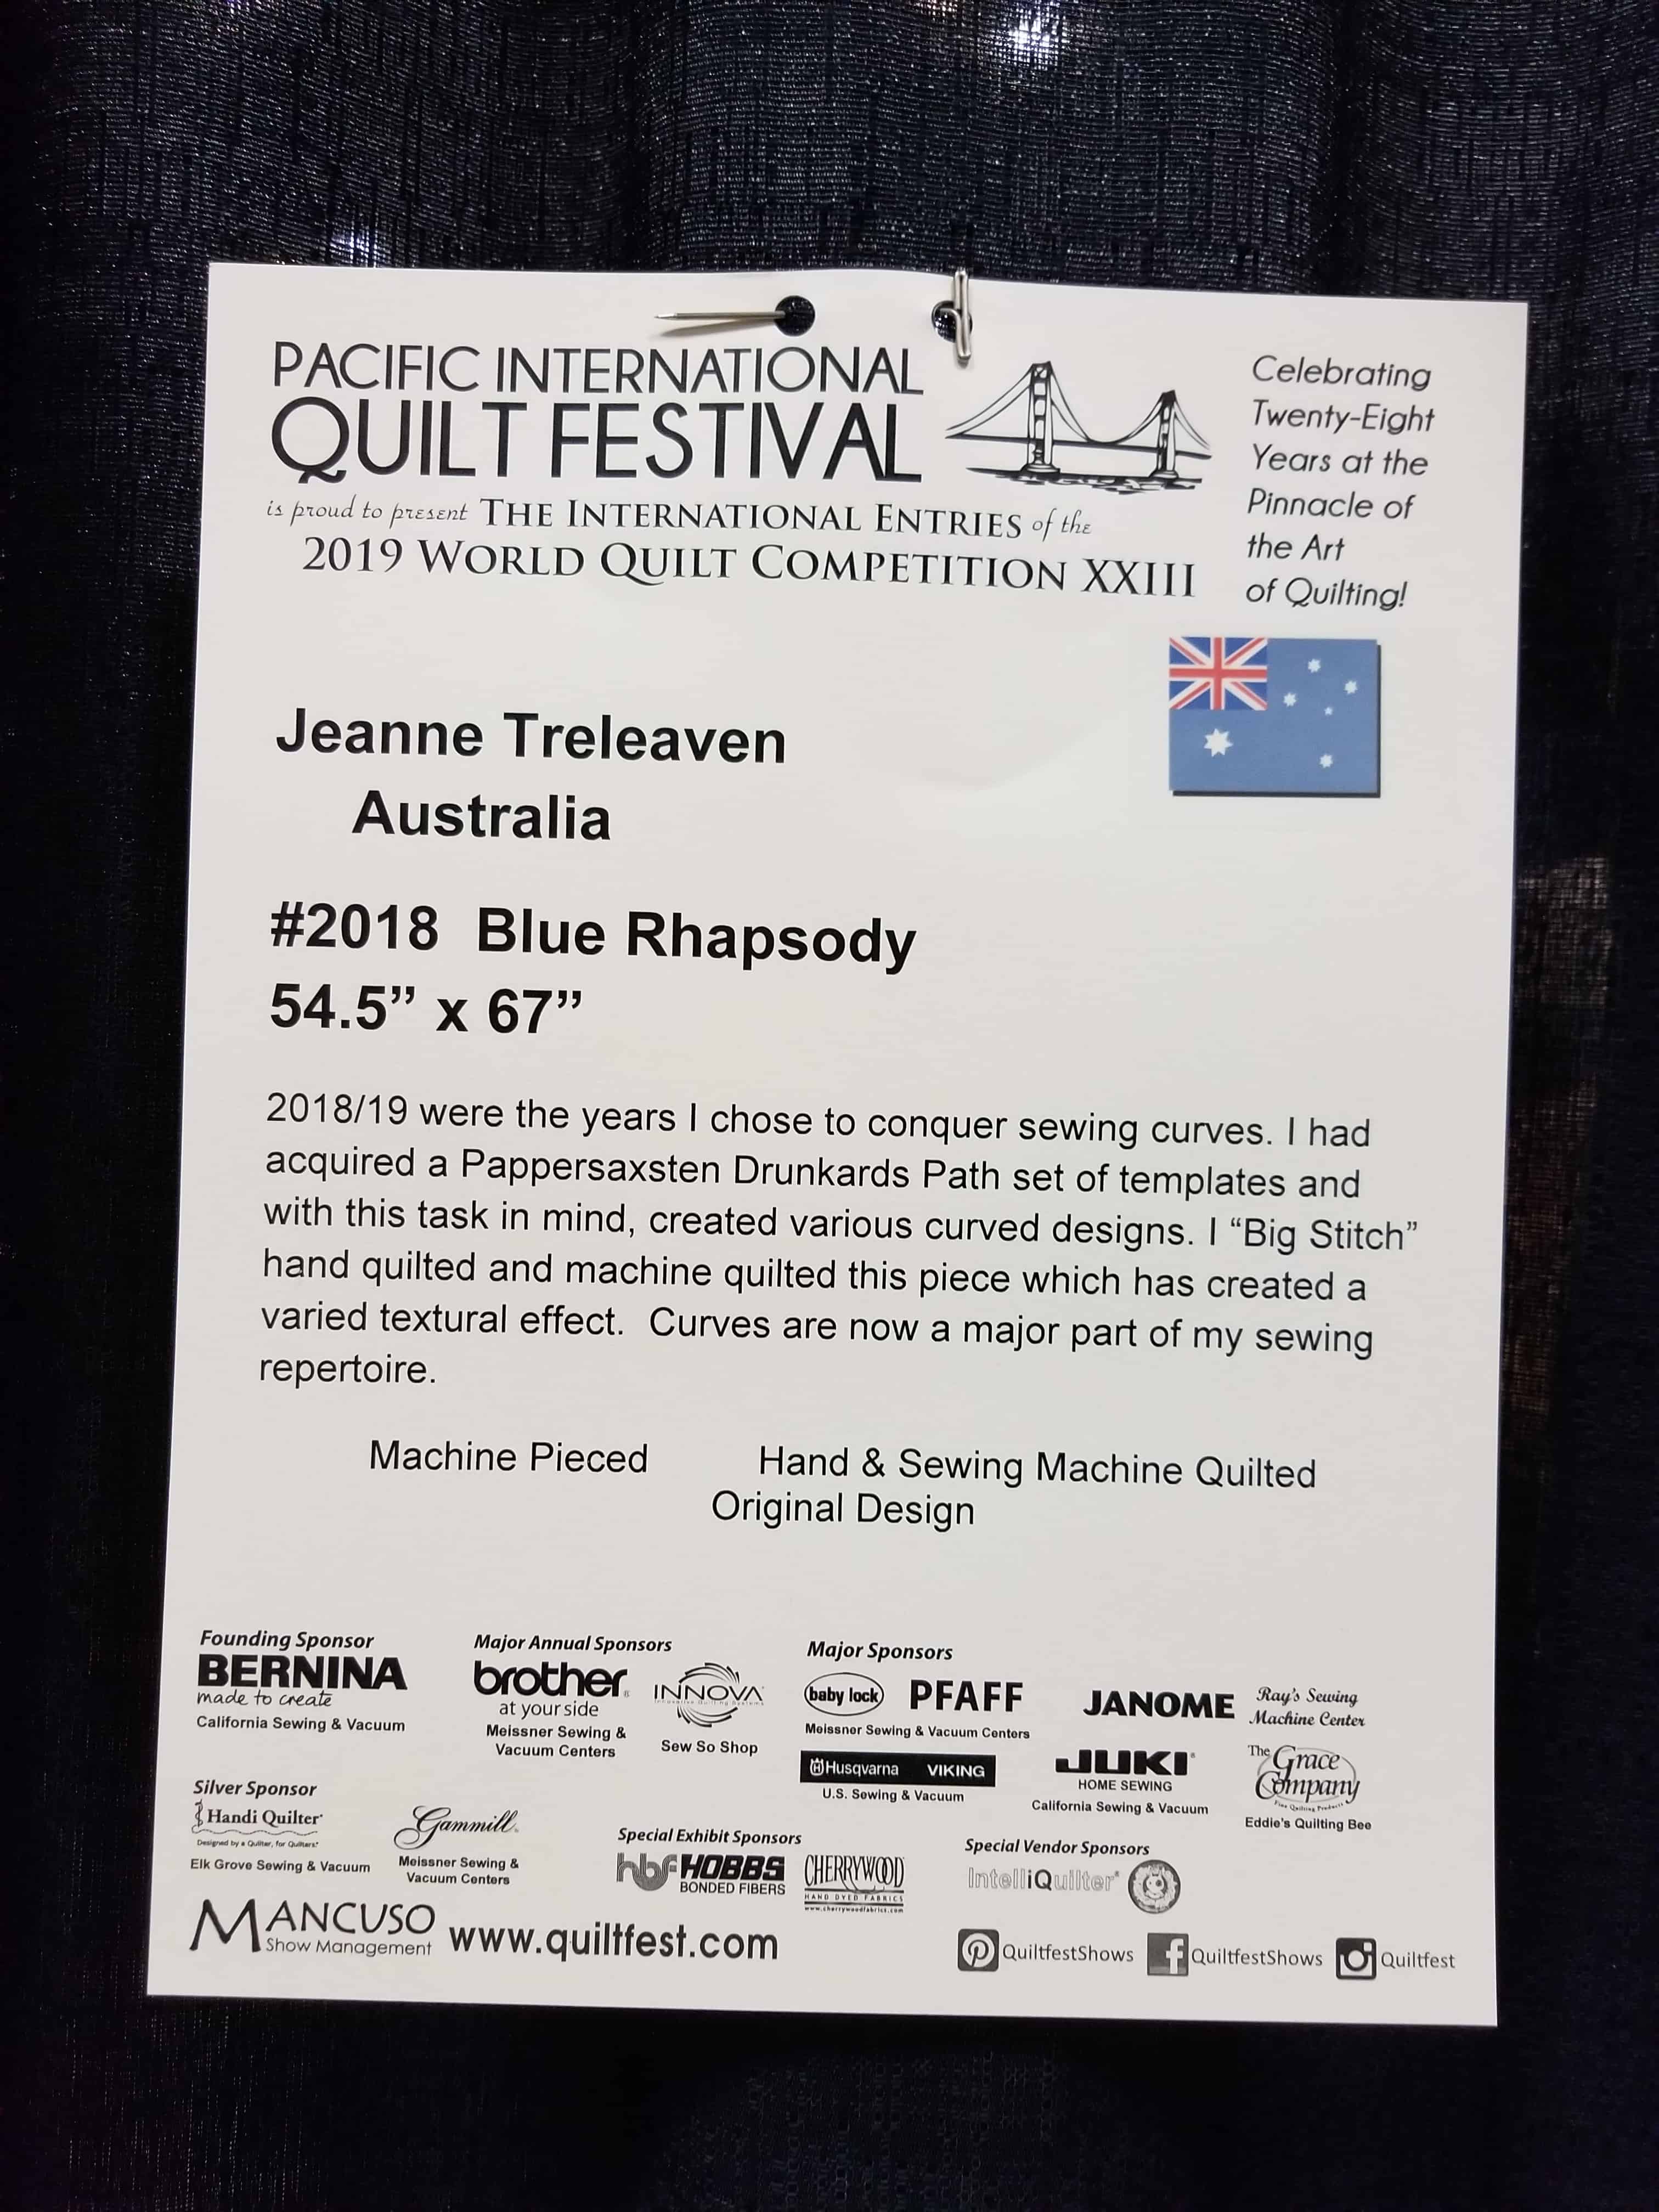 PACIFIC INTERNATIONAL
QUILT FESTIVAL
is proud to present THE INTERNATIONAL ENTRIES of the
2019 WORLD QUILT COMPETITION XXIII
Celebrating
Twenty-Eight
Years at the
Pinnacle of
the Art
of Quilting!
Jeanne Treleaven
Australia
#2018 Blue Rhapsody
54.5” x 67”
2018/19 were the years I chose to conquer sewing curves. I had
acquired a Pappersaxsten Drunkards Path set of templates and
with this task in mind, created various curved designs. I “Big Stitch”
hand quilted and machine quilted this piece which has created a
varied textural effect. Curves are now a major part of my sewing
repertoire.
Machine Pieced Hand & Sewing Machine Quilted
Original Design
Founding Sponsor
BERNINA
made to create
California Sewing & Vacuum
Major Annual Sponsors
brother
at your side
Meissner Sewing &
Vacuum Centers
INNOVA
Sew So Shop
Major Sponsors
baby lock PFAFF
Meissner Sewing & Vacuum Centers
JANOME
Ray's Sewing
Machine Center
Husqvarna VIKING
U.S. Sewing & Vacuum
JUKI
HOME SEWING
California Sewing & Vacuum
The Grace
Company
Fine Quilting Products
Eddie's Quilting Bee
Silver Sponsor
Handi Quilter
Designed by a Quilter, for Quilters.
Elk Grove Sewing & Vacuum
Gammill
Meissner Sewing &
Vacuum Centers
Special Exhibit Sponsors
hbf HOBBS
BONDED FIBERS
CHERRYWOOD
HAND DYED FABRICS
www.cherrywoodfabrics.com
Special Vendor Sponsors
IntelliQuilter
MANCUSO
Show Management
www.quiltfest.com
QuiltfestShows
QuiltfestShows
Quiltfest